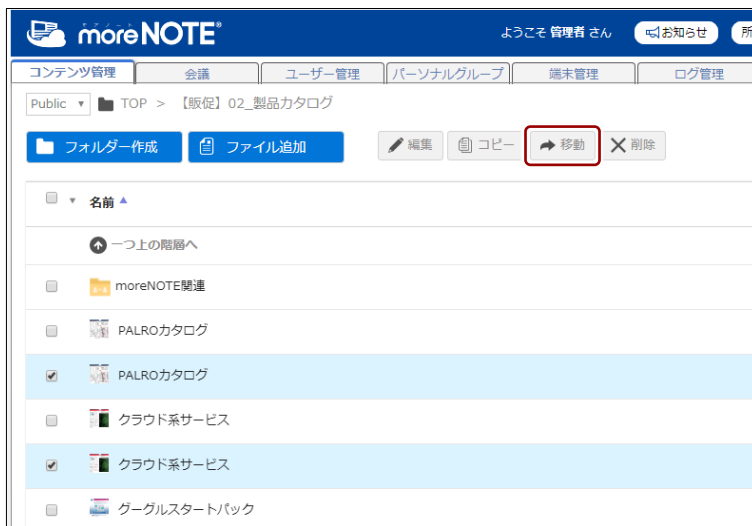 モアノート
moreNOTE®
ようこそ 管理者 さん
お知らせ
所
コンテンツ管理 会議 ユーザー管理 パーソナルグループ 端末管理 ログ管理
Public ▼ TOP > 【販促】02_製品カタログ
フォルダー作成 ファイル追加 編集 コピー 移動 削除
▼ 名前 ▲
一つ上の階層へ
moreNOTE関連
PALROカタログ
PALROカタログ
クラウド系サービス
クラウド系サービス
グーグルスタートパック